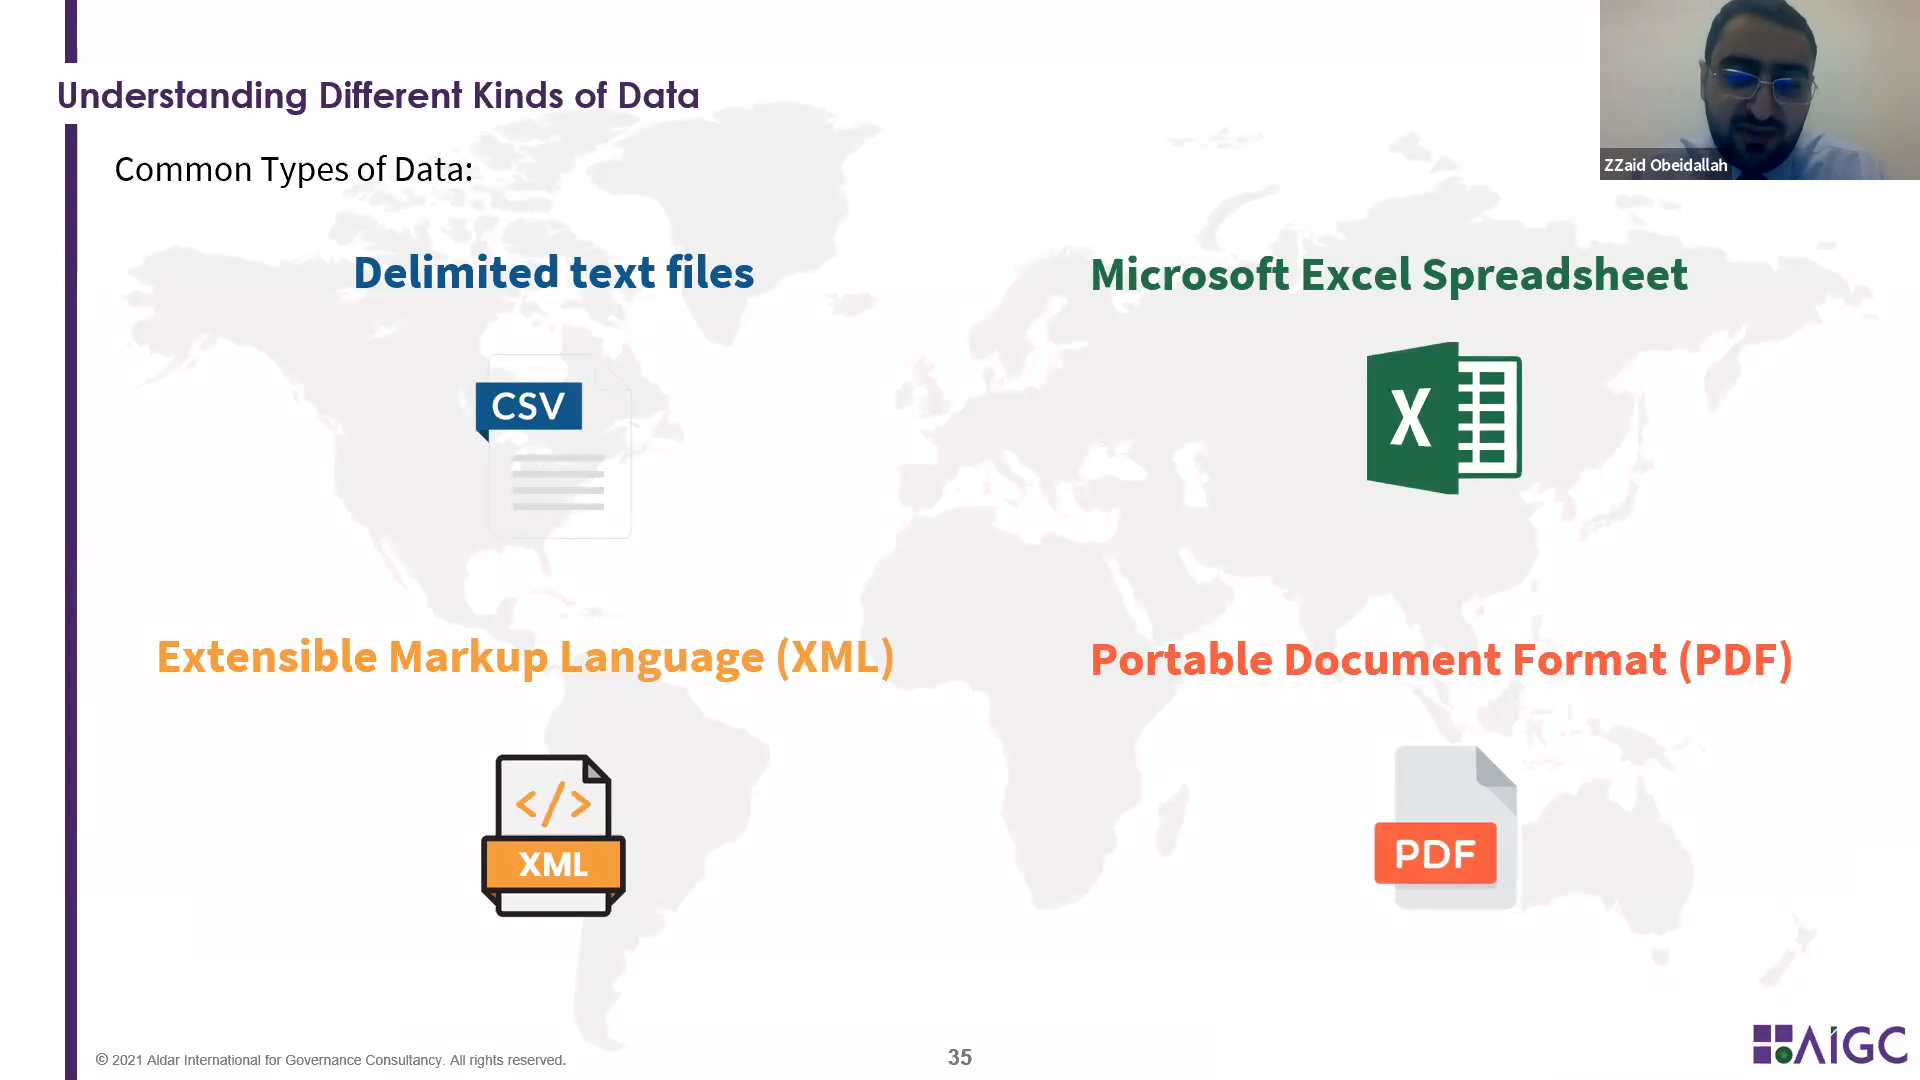 Understanding Different Kinds of Data
ZZaid Obeidallah
Common Types of Data:
Delimited text files
Microsoft Excel Spreadsheet
CSV
X
Extensible Markup Language (XML)
Portable Document Format (PDF)
</>
XML
PDF
© 2021 Aldar International for Governance Consultancy. All rights reserved.
35
AIGC